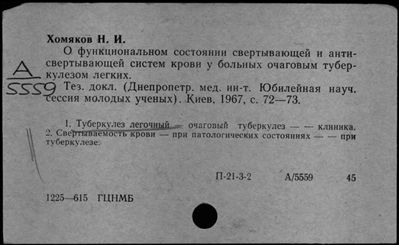 Хомяков Н. И.
О функциональном состоянии свертывающей и анти-
свертывающей систем крови у больных очаговым тубер-
кулезом легких.
А
5559
Тез. докл. (Днепропетр. мед. ин-т. Юбилейная науч.
сессия молодых ученых). Киев, 1967, с. 72—73.
1. Туберкулез легочный — очаговый туберкулез — — клиника.
2. Свертываемость крови — при патологических состояниях — — при
туберкулезе.
П-21-3-2 А/5559 45
1225—615 ГЦНМБ